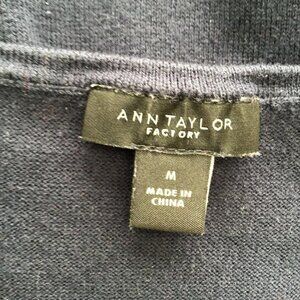 ANN TAYLOR
FACTORY
M
MADE IN
CHINA